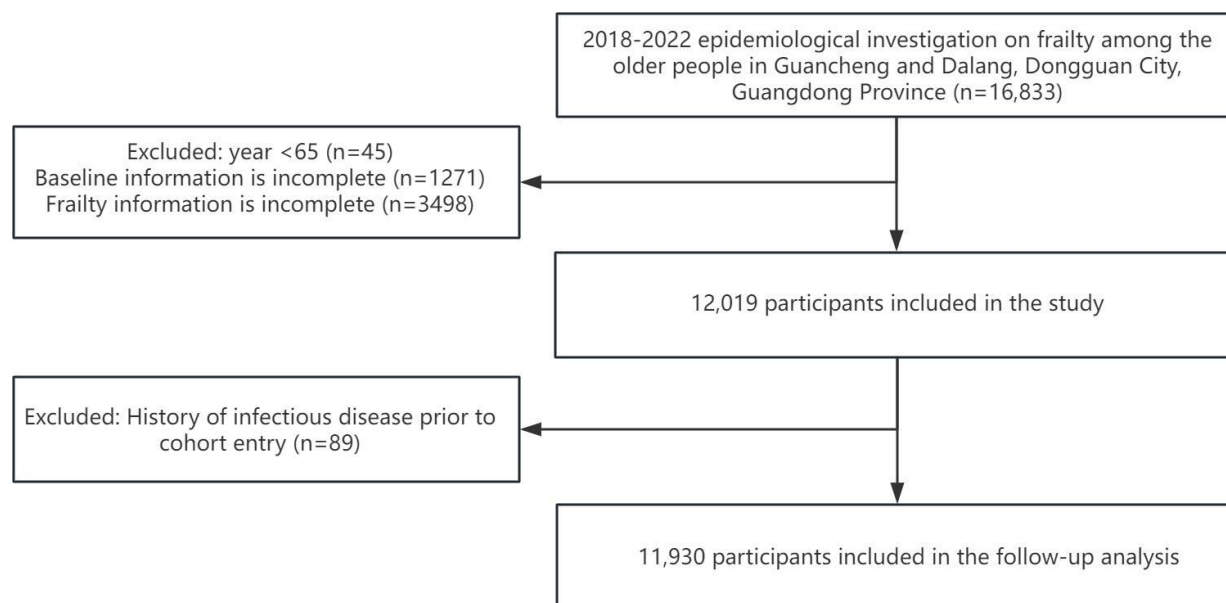 2018-2022 epidemiological investigation on frailty among the
older people in Guancheng and Dalang, Dongguan City,
Guangdong Province (n=16,833)
Excluded: year <65 (n=45)
Baseline information is incomplete (n=1271)
Frailty information is incomplete (n=3498)
12,019 participants included in the study
Excluded: History of infectious disease prior to
cohort entry (n=89)
11,930 participants included in the follow-up analysis